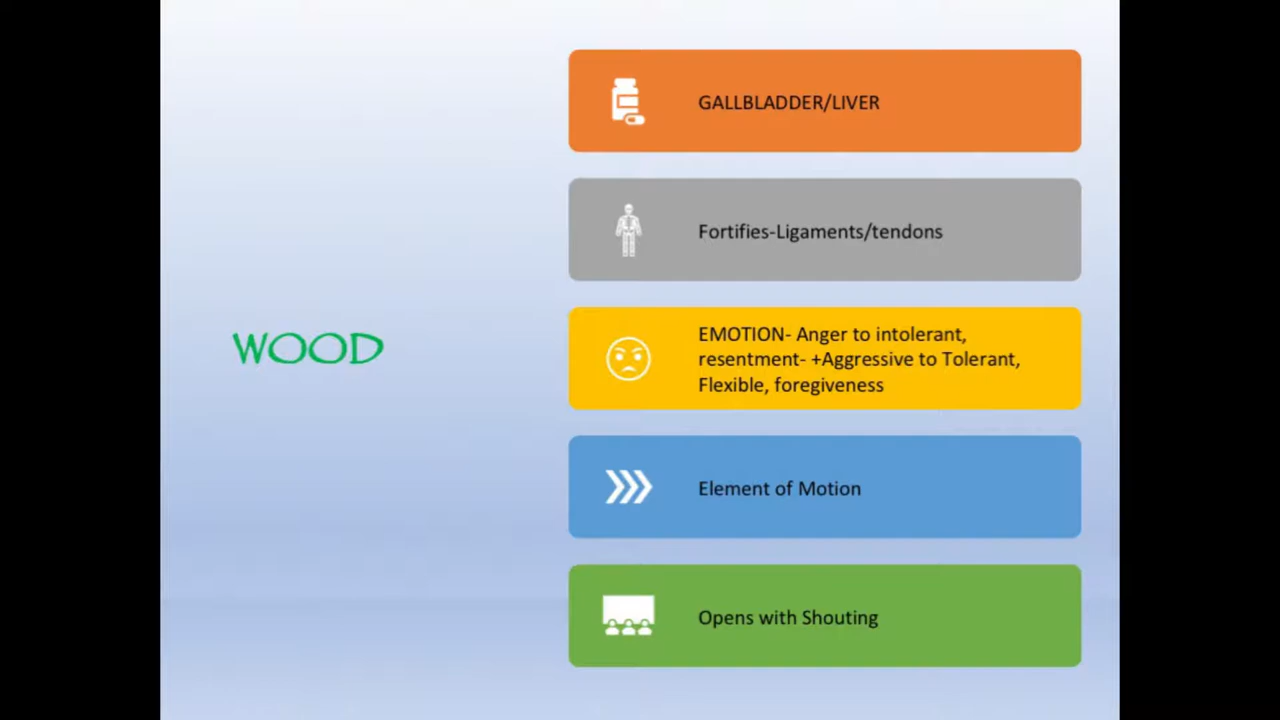 WOOD
GALLBLADDER/LIVER
Fortifies-Ligaments/tendons
EMOTION- Anger to intolerant,
resentment- +Aggressive to Tolerant,
Flexible, foregiveness
Element of Motion
Opens with Shouting